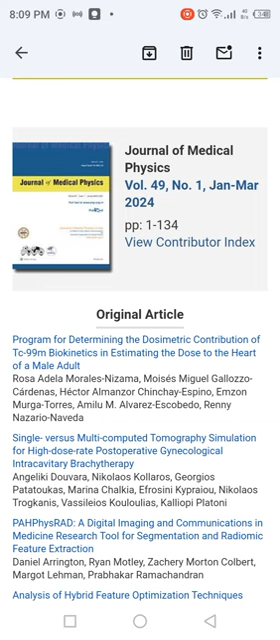 8:09 PM
Journal of Medical Physics
Journal of Medical
Physics
Vol. 49, No. 1, Jan-Mar
2024
pp: 1-134
View Contributor Index
Original Article
Program for Determining the Dosimetric Contribution of
Tc-99m Biokinetics in Estimating the Dose to the Heart
of a Male Adult
Rosa Adela Morales-Nizama, Moisés Miguel Gallozzo-
Cárdenas, Héctor Almanzor Chinchay-Espino, Emzon
Murga-Torres, Amilu M. Alvarez-Escobedo, Renny
Nazario-Naveda
Single- versus Multi-computed Tomography Simulation
for High-dose-rate Postoperative Gynecological
Intracavitary Brachytherapy
Angeliki Douvara, Nikolaos Kollaros, Georgios
Patatoukas, Marina Chalkia, Efrosini Kypraiou, Nikolaos
Trogkanis, Vassileios Kouloulias, Kalliopi Platoni
PAHPhysRAD: A Digital Imaging and Communications in
Medicine Research Tool for Segmentation and Radiomic
Feature Extraction
Daniel Arrington, Ryan Motley, Zachery Morton Colbert,
Margot Lehman, Prabhakar Ramachandran
Analysis of Hybrid Feature Optimization Techniques